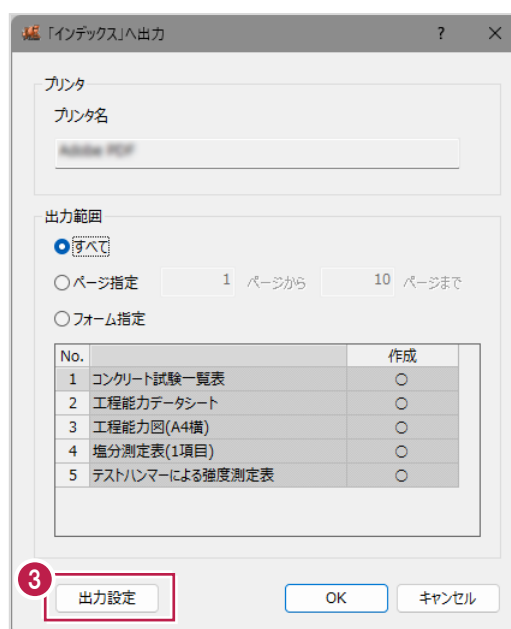 「インデックス」へ出力 ? ×
プリンタ
プリンタ名
Adobe PDF
出力範囲
すべて
ページ指定 1 ページから 10 ページまで
フォーム指定
No. 作成
1 コンクリート試験一覧表 ○
2 工程能力データシート ○
3 工程能力図(A4横) ○
4 塩分測定表(1項目) ○
5 テストハンマーによる強度測定表 ○
3
出力設定 OK キャンセル